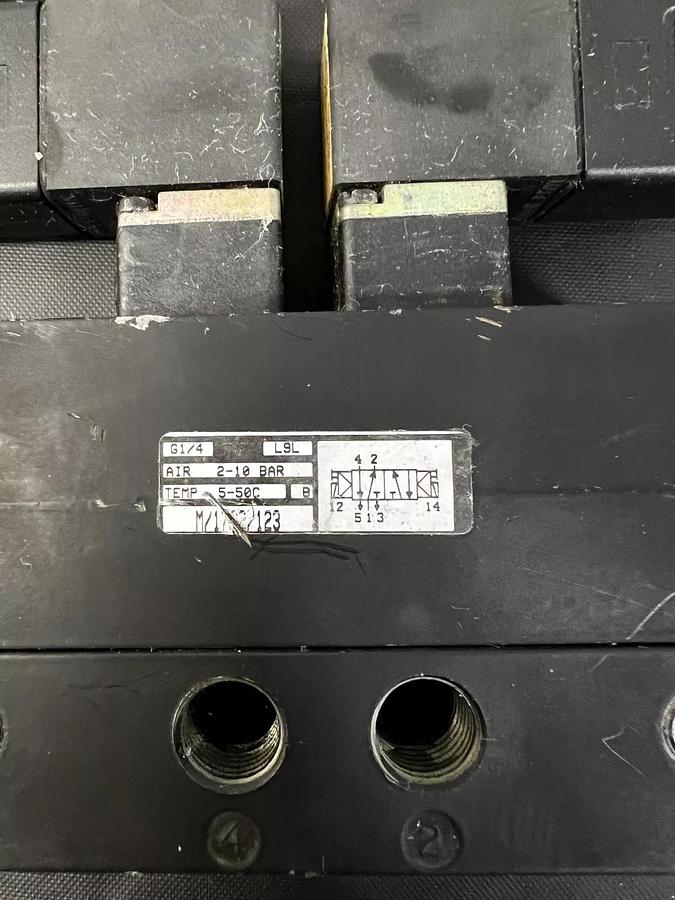 G1/4 L9L
AIR 2-10 BAR
TEMP 5-50C B
4 2
12 14
5 1 3
4 2